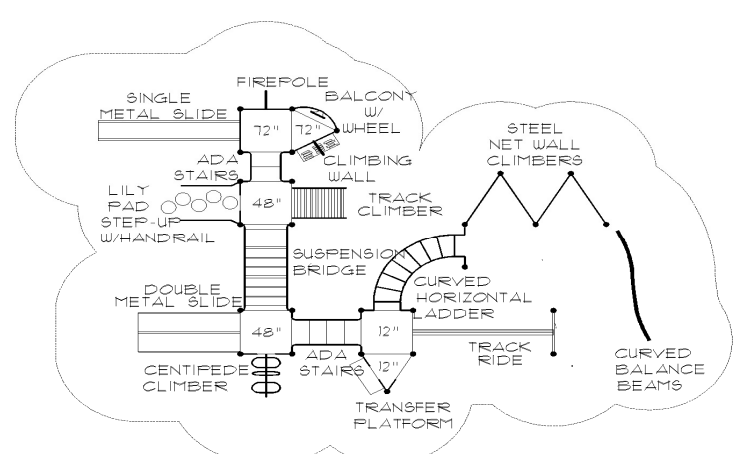 FIREPOLE
SINGLE
METAL SLIDE
BALCONY
W/
WHEEL
72"
72"
STEEL
NET WALL
CLIMBERS
ADA
STAIRS
CLIMBING
WALL
LILY
PAD
STEP-UP
W/HANDRAIL
48"
TRACK
CLIMBER
SUSPENSION
BRIDGE
CURVED
HORIZONTAL
LADDER
DOUBLE
METAL SLIDE
48"
12"
ADA
STAIRS
12"
TRACK
RIDE
CENTIPEDE
CLIMBER
CURVED
BALANCE
BEAMS
TRANSFER
PLATFORM